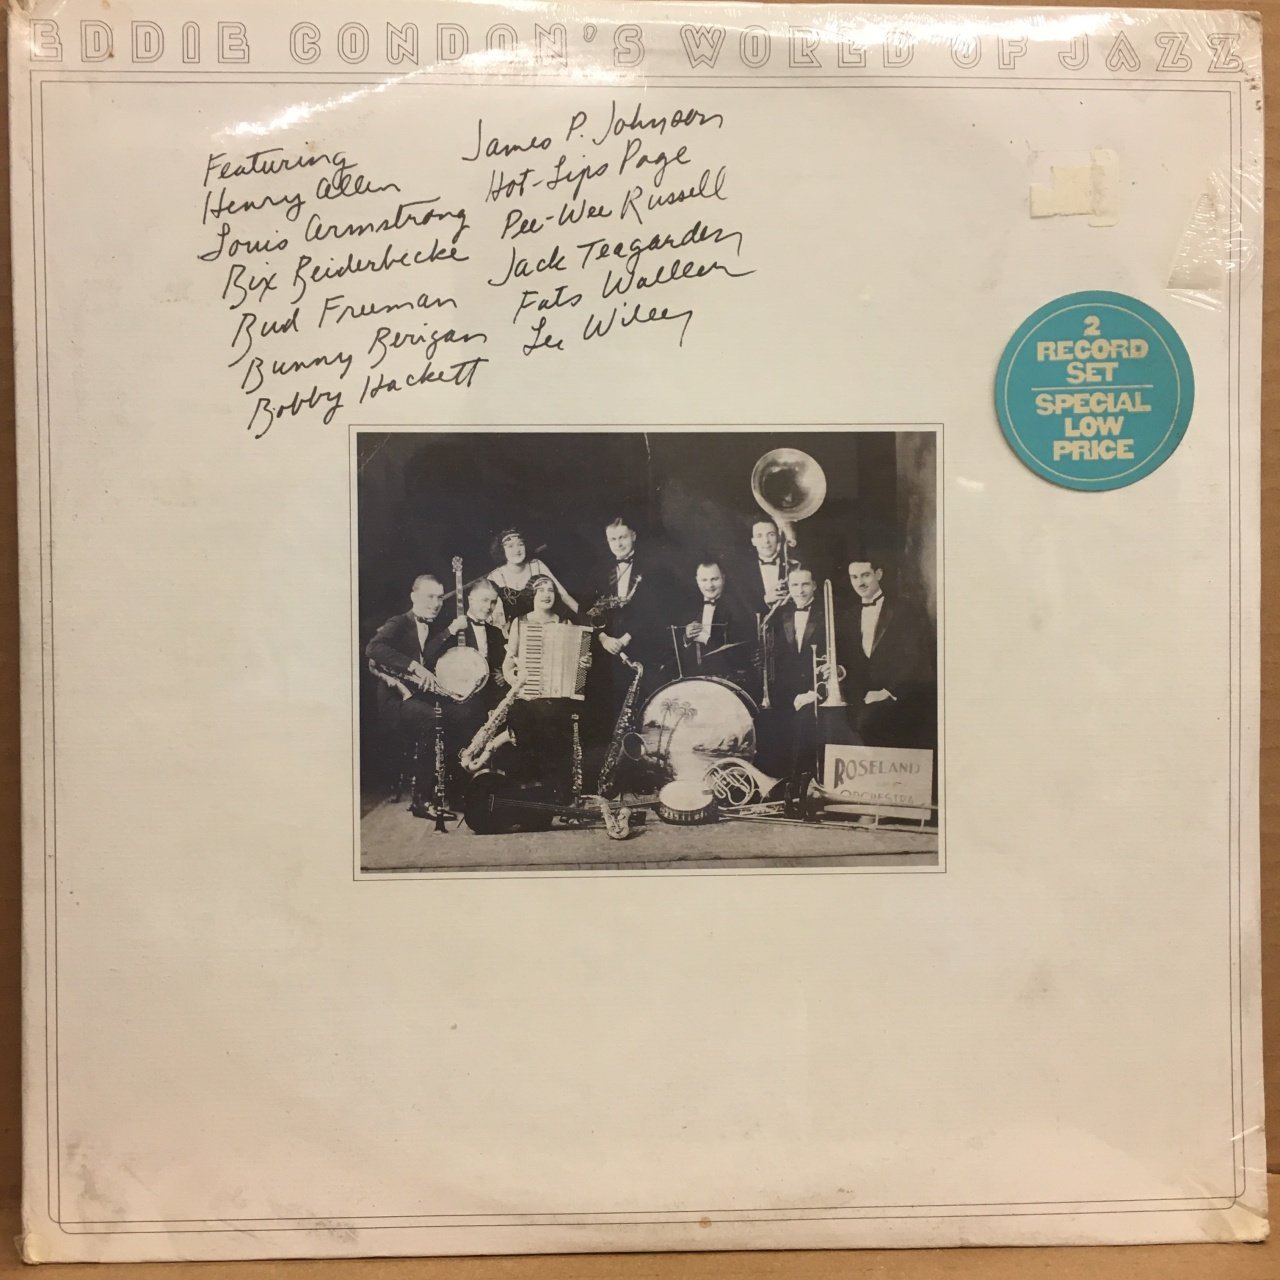 EDDIE CONDON'S WORLD OF JAZZ
Featuring
Henry Allen
Louis Armstrong
Bix Beiderbecke
Bud Freeman
Bunny Berigan
Bobby Hackett
James P. Johnson
Hot-Lips Page
Pee-Wee Russell
Jack Teagarden
Fats Waller
Lee Wiley
2
RECORD
SET
SPECIAL
LOW
PRICE
ROSELAND
ORCHESTRA